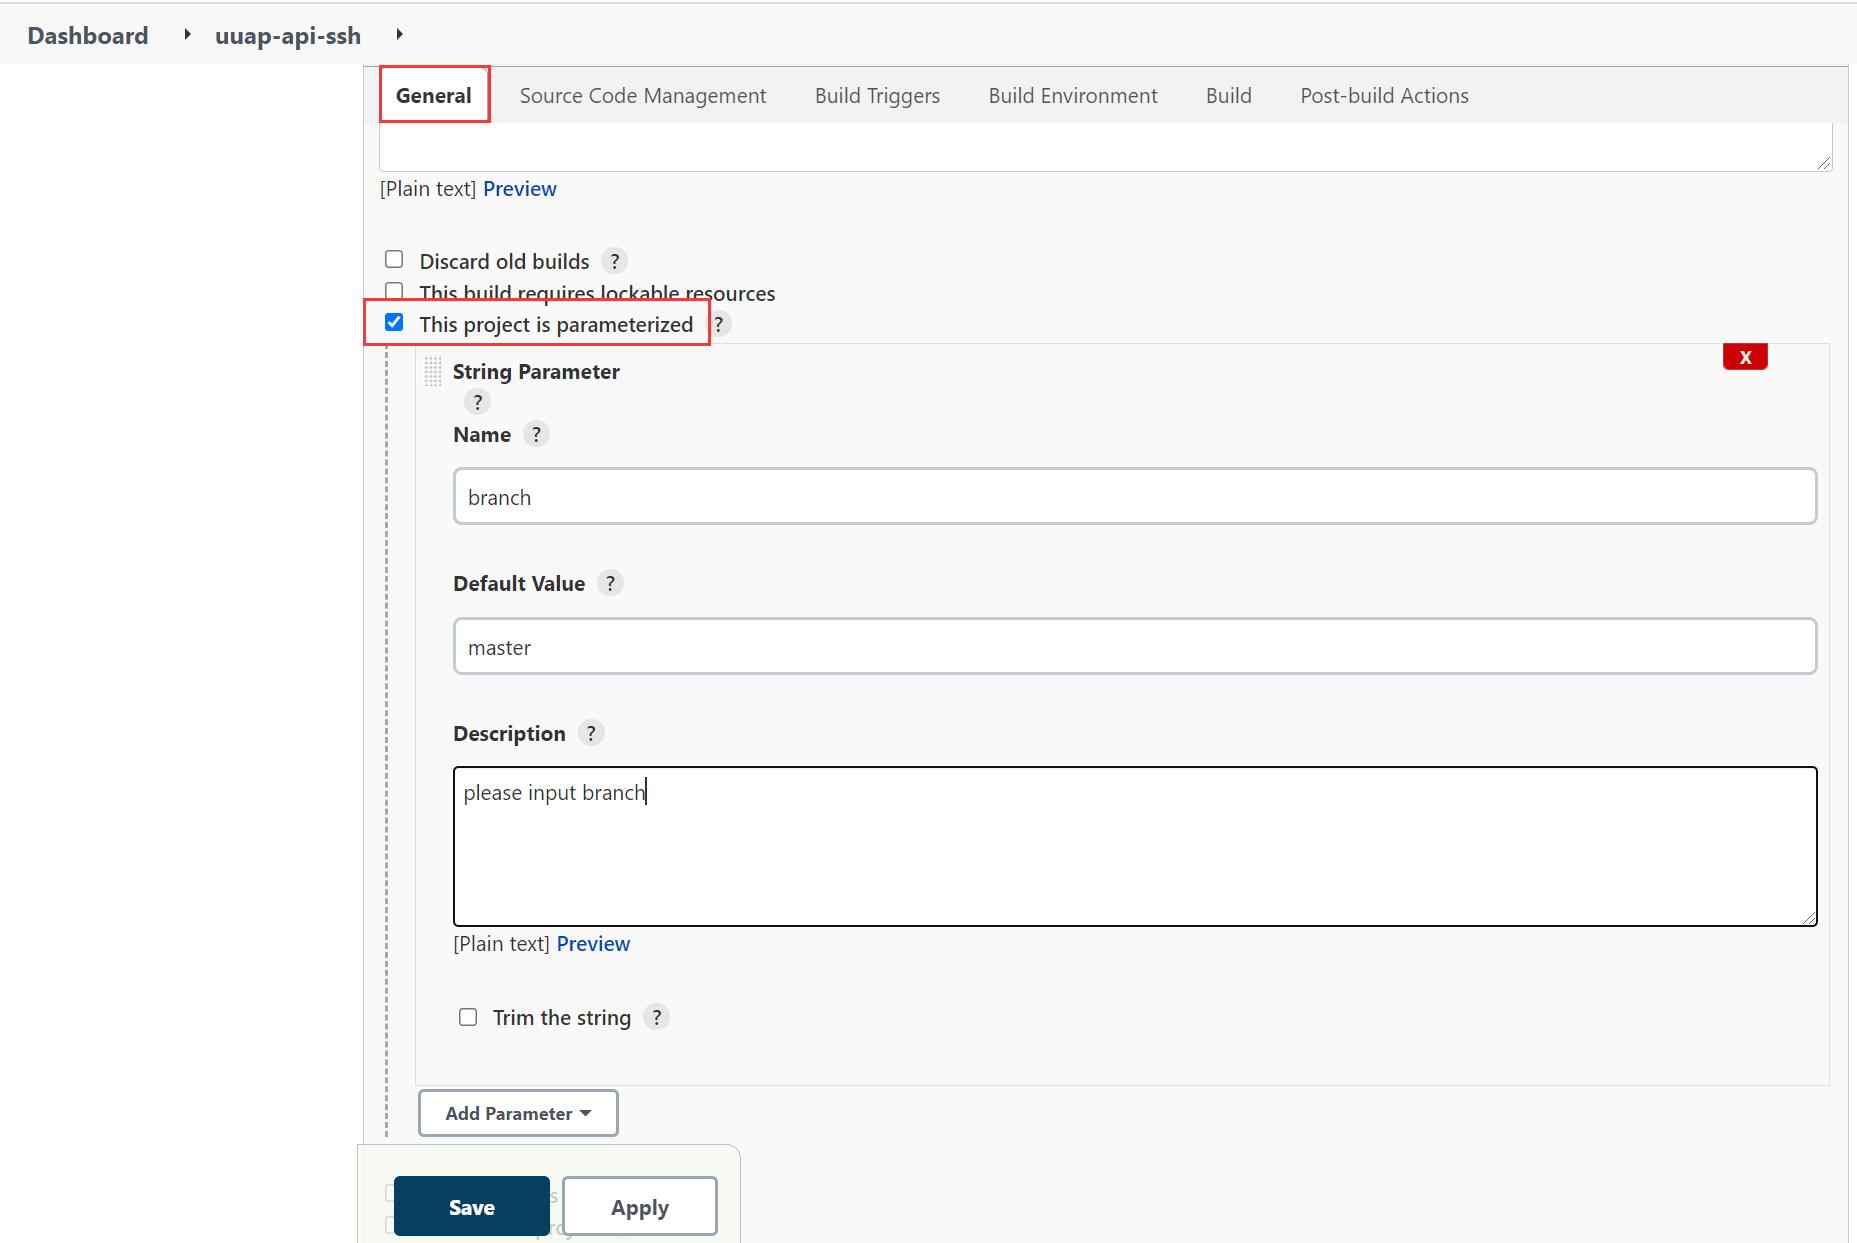 Dashboard ▸ uuap-api-ssh ▸
General Source Code Management Build Triggers Build Environment Build Post-build Actions
[Plain text] Preview
Discard old builds ?
This build requires lockable resources
This project is parameterized ?
X
String Parameter
?
Name ?
branch
Default Value ?
master
Description ?
please input branch
[Plain text] Preview
Trim the string ?
Add Parameter
Save Apply